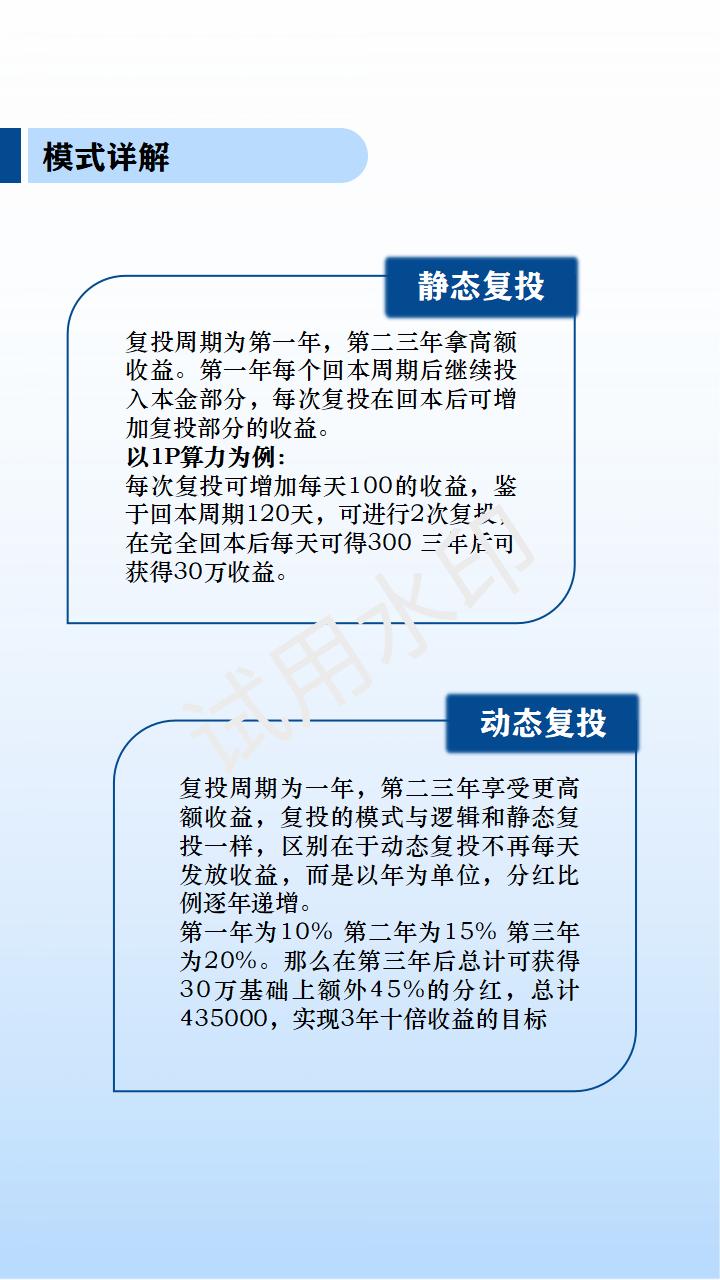 模式详解
静态复投
复投周期为第一年，第二三年拿高额
收益。第一年每个回本周期后继续投
入本金部分，每次复投在回本后可增
加复投部分的收益。
以1P算力为例：
每次复投可增加每天100的收益，鉴
于回本周期120天，可进行2次复投，
在完全回本后每天可得300 三年后可
获得30万收益。
试用水印
动态复投
复投周期为一年，第二三年享受更高
额收益，复投的模式与逻辑和静态复
投一样，区别在于动态复投不再每天
发放收益，而是以年为单位，分红比
例逐年递增。
第一年为10% 第二年为15% 第三年
为20%。那么在第三年后总计可获得
30万基础上额外45%的分红，总计
435000，实现3年十倍收益的目标